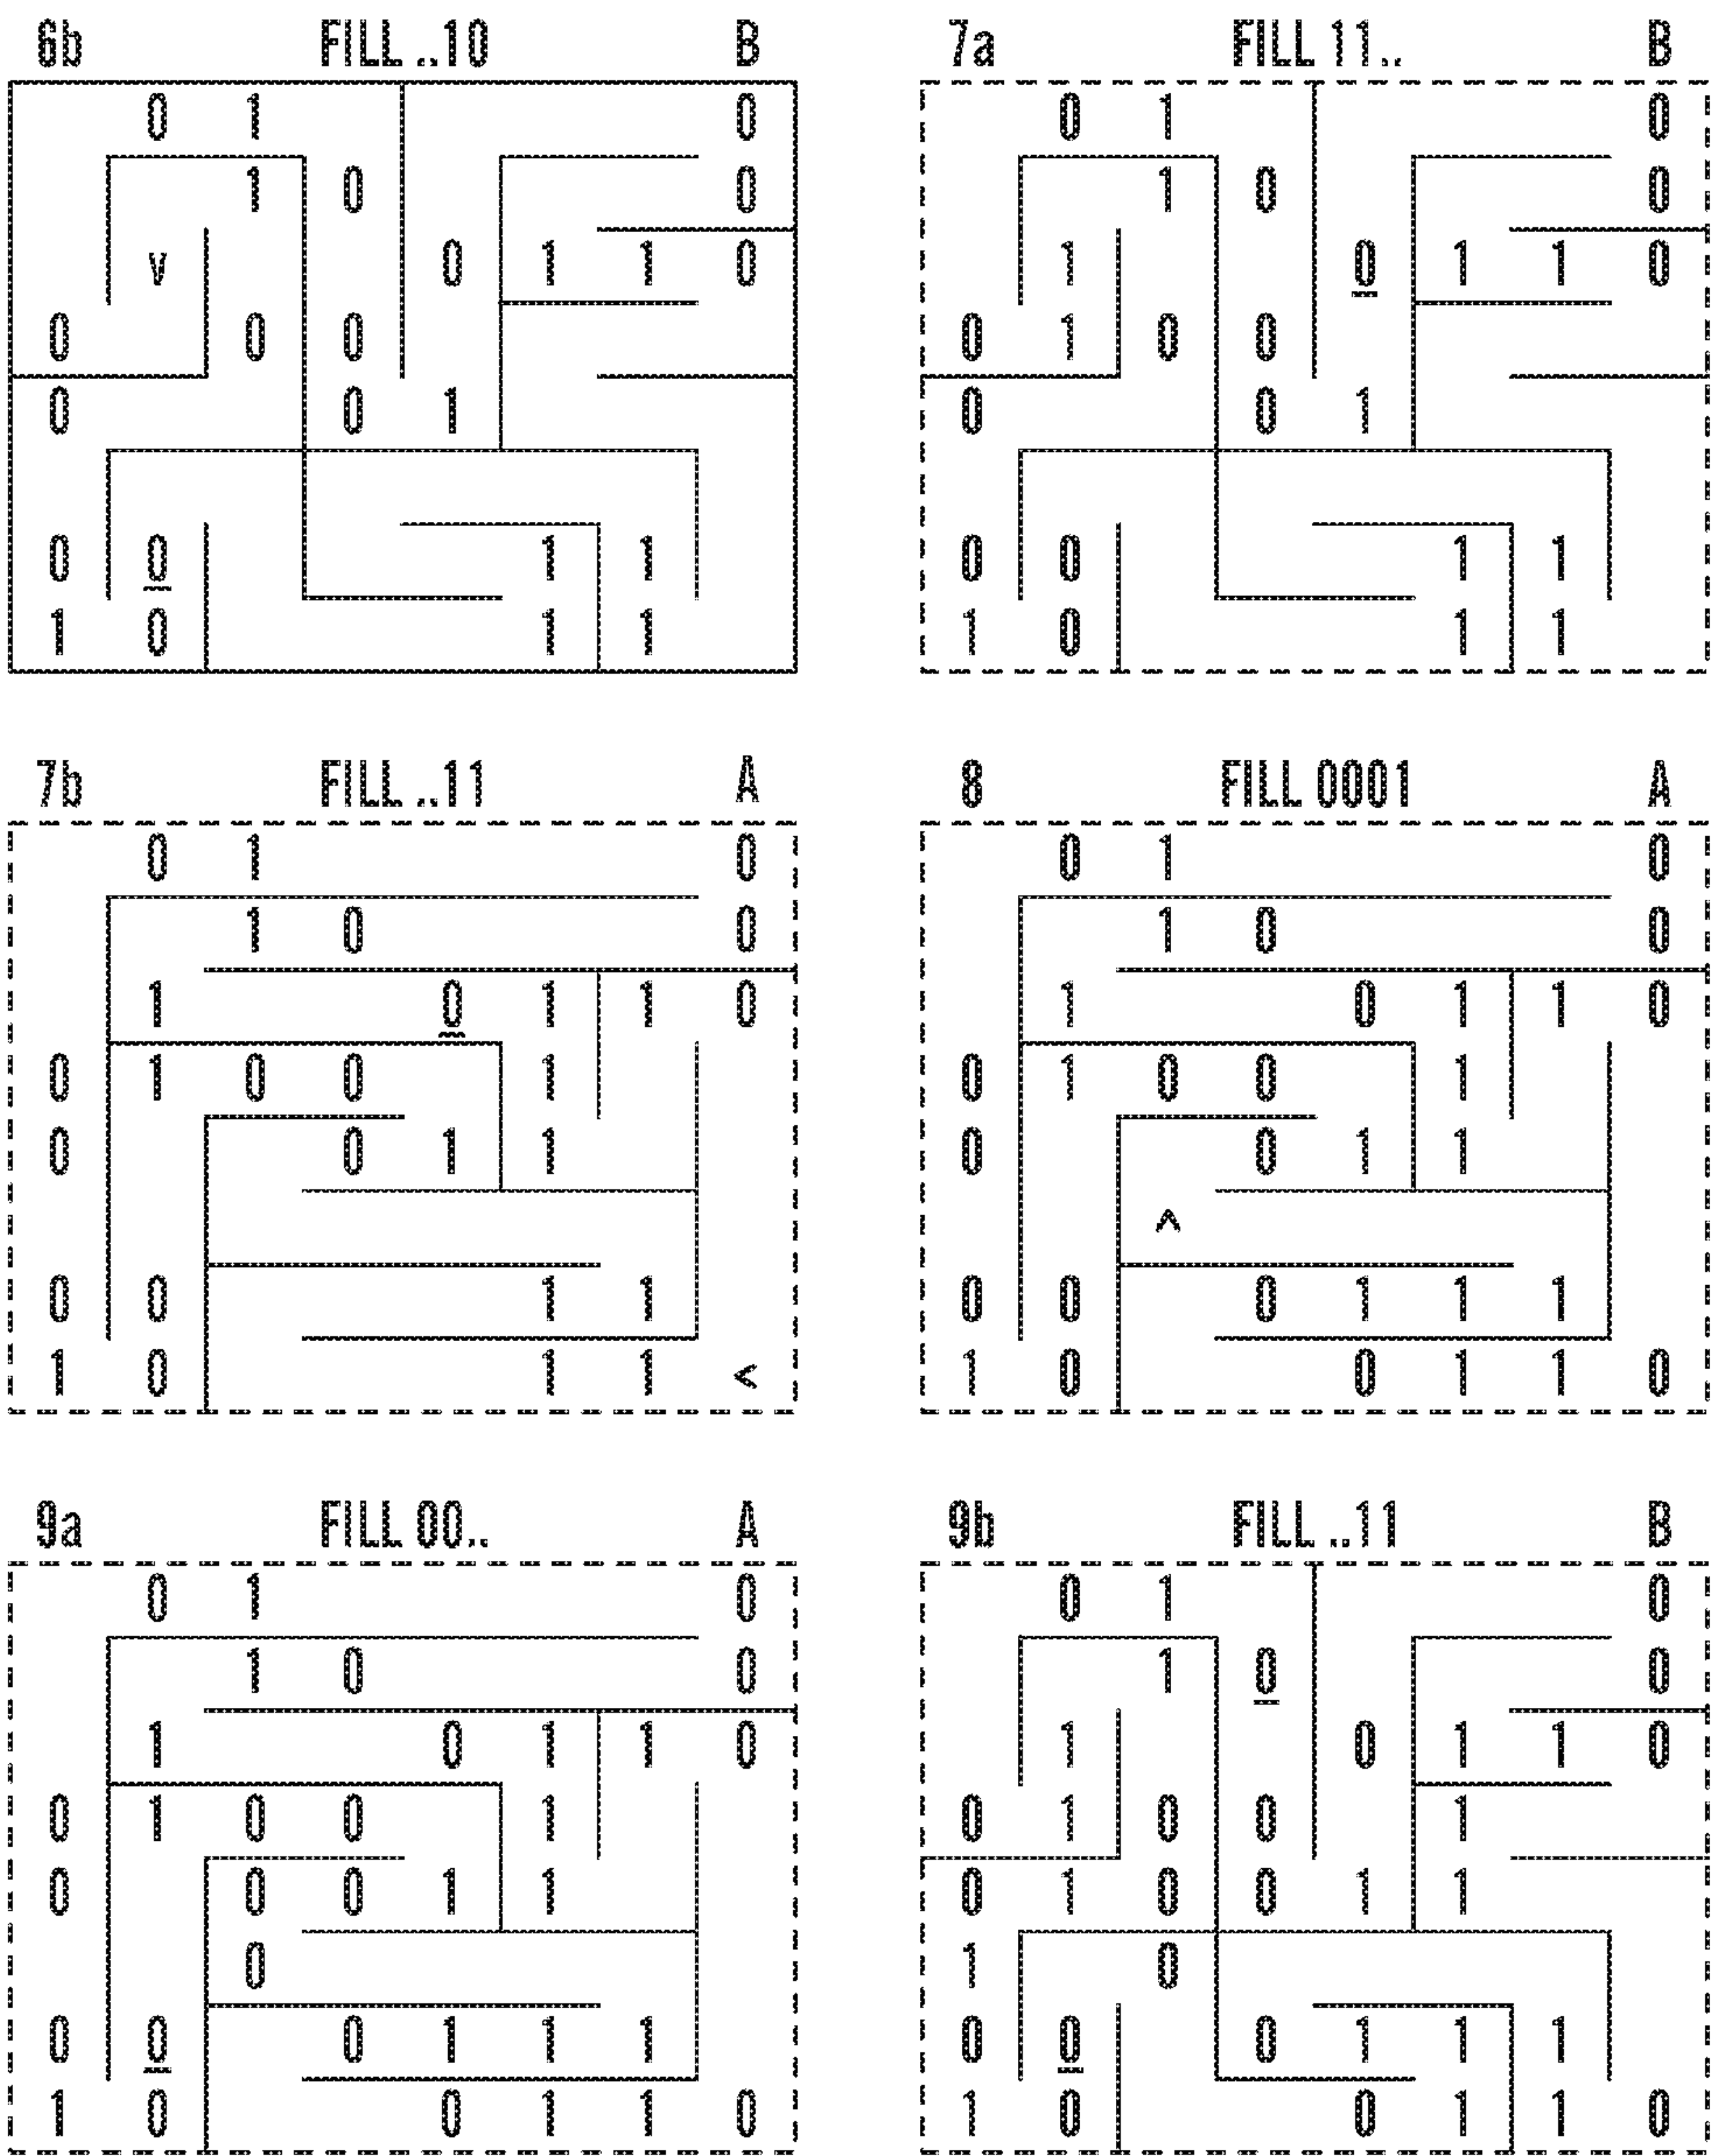 6b FILL ..10 B
0 1 0
1 0 0
v 0 1 1 0
0 0 0
0 0 1
0 0 1 1
1 0 1 1
7a FILL 11.. B
0 1 0
1 0 0
1 0 1 1 0
0 1 0 0
0 0 1
0 0 1 1
1 0 1 1
7b FILL ..11 A
0 1 0
1 0 0
1 0 1 1 0
0 1 0 0 1
0 0 1 1
0 0 1 1
1 0 1 1 <
8 FILL 0001 A
0 1 0
1 0 0
1 0 1 1 0
0 1 0 0 1
0 0 1 1
^
0 0 0 1 1 1
1 0 0 1 1 0
9a FILL 00.. A
0 1 0
1 0 0
1 0 1 1 0
0 1 0 0 1
0 0 0 1 1
0
0 0 0 1 1 1
1 0 0 1 1 0
9b FILL ..11 B
0 1 0
1 0 0
1 0 1 1 0
0 1 0 0 1
0 1 0 0 1 1
1 0
0 0 0 1 1 1
1 0 0 1 1 0